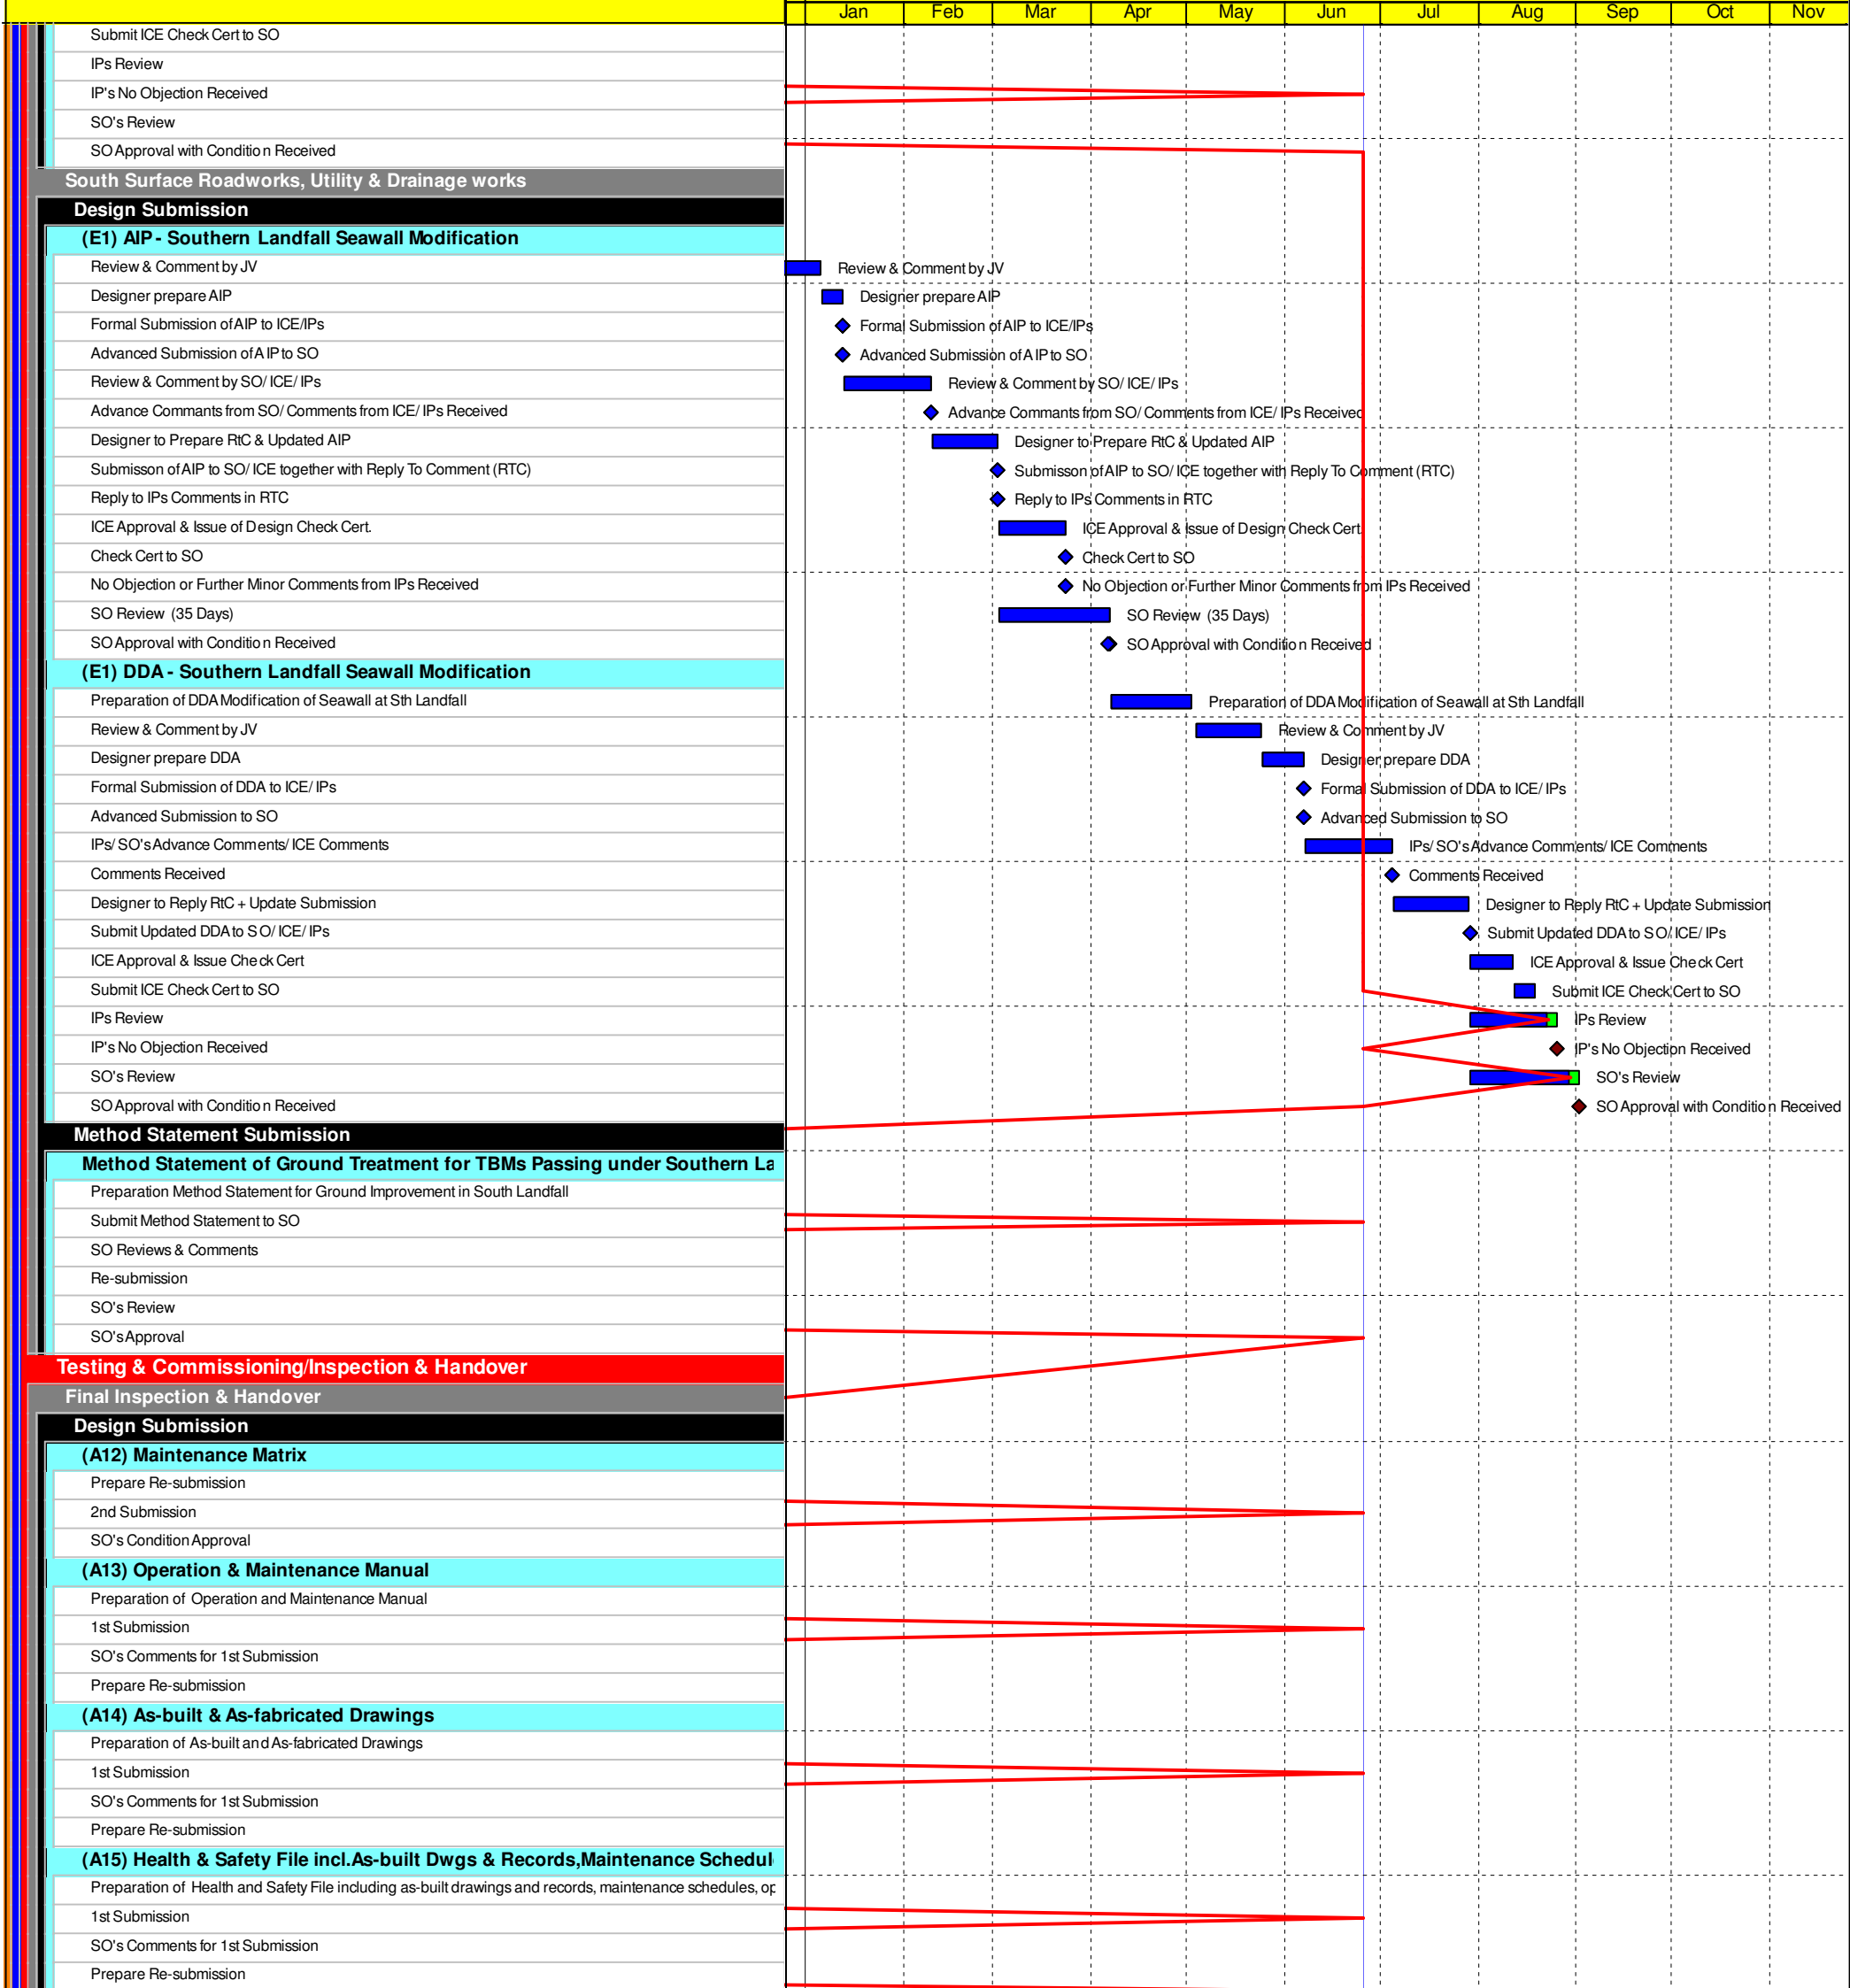 Jan Feb Mar Apr May Jun Jul Aug Sep Oct Nov
Submit ICE Check Cert to SO
IPs Review
IP's No Objection Received
SO's Review
SO Approval with Condition Received
South Surface Roadworks, Utility & Drainage works
Design Submission
(E1) AIP - Southern Landfall Seawall Modification
Review & Comment by JV Review & Comment by JV
Designer prepare AIP Designer prepare AIP
Formal Submission of AIP to ICE/IPs Formal Submission of AIP to ICE/IPs
Advanced Submission of AIP to SO Advanced Submission of AIP to SO
Review & Comment by SO/ ICE/ IPs Review & Comment by SO/ ICE/ IPs
Advance Commants from SO/ Comments from ICE/ IPs Received Advance Commants from SO/ Comments from ICE/ IPs Received
Designer to Prepare RtC & Updated AIP Designer to Prepare RtC & Updated AIP
Submisson of AIP to SO/ ICE together with Reply To Comment (RTC) Submisson of AIP to SO/ ICE together with Reply To Comment (RTC)
Reply to IPs Comments in RTC Reply to IPs Comments in RTC
ICE Approval & Issue of Design Check Cert. ICE Approval & Issue of Design Check Cert.
Check Cert to SO Check Cert to SO
No Objection or Further Minor Comments from IPs Received No Objection or Further Minor Comments from IPs Received
SO Review (35 Days) SO Review (35 Days)
SO Approval with Condition Received SO Approval with Condition Received
(E1) DDA - Southern Landfall Seawall Modification
Preparation of DDA Modification of Seawall at Sth Landfall Preparation of DDA Modification of Seawall at Sth Landfall
Review & Comment by JV Review & Comment by JV
Designer prepare DDA Designer prepare DDA
Formal Submission of DDA to ICE/ IPs Formal Submission of DDA to ICE/ IPs
Advanced Submission to SO Advanced Submission to SO
IPs/ SO's Advance Comments/ ICE Comments IPs/ SO's Advance Comments/ ICE Comments
Comments Received Comments Received
Designer to Reply RtC + Update Submission Designer to Reply RtC + Update Submission
Submit Updated DDA to SO/ ICE/ IPs Submit Updated DDA to SO/ ICE/ IPs
ICE Approval & Issue Check Cert ICE Approval & Issue Check Cert
Submit ICE Check Cert to SO Submit ICE Check Cert to SO
IPs Review IPs Review
IP's No Objection Received IP's No Objection Received
SO's Review SO's Review
SO Approval with Condition Received SO Approval with Condition Received
Method Statement Submission
Method Statement of Ground Treatment for TBMs Passing under Southern La
Preparation Method Statement for Ground Improvement in South Landfall
Submit Method Statement to SO
SO Reviews & Comments
Re-submission
SO's Review
SO's Approval
Testing & Commissioning/Inspection & Handover
Final Inspection & Handover
Design Submission
(A12) Maintenance Matrix
Prepare Re-submission
2nd Submission
SO's Condition Approval
(A13) Operation & Maintenance Manual
Preparation of Operation and Maintenance Manual
1st Submission
SO's Comments for 1st Submission
Prepare Re-submission
(A14) As-built & As-fabricated Drawings
Preparation of As-built and As-fabricated Drawings
1st Submission
SO's Comments for 1st Submission
Prepare Re-submission
(A15) Health & Safety File incl.As-built Dwgs & Records,Maintenance Schedul
Preparation of Health and Safety File including as-built drawings and records, maintenance schedules, op
1st Submission
SO's Comments for 1st Submission
Prepare Re-submission